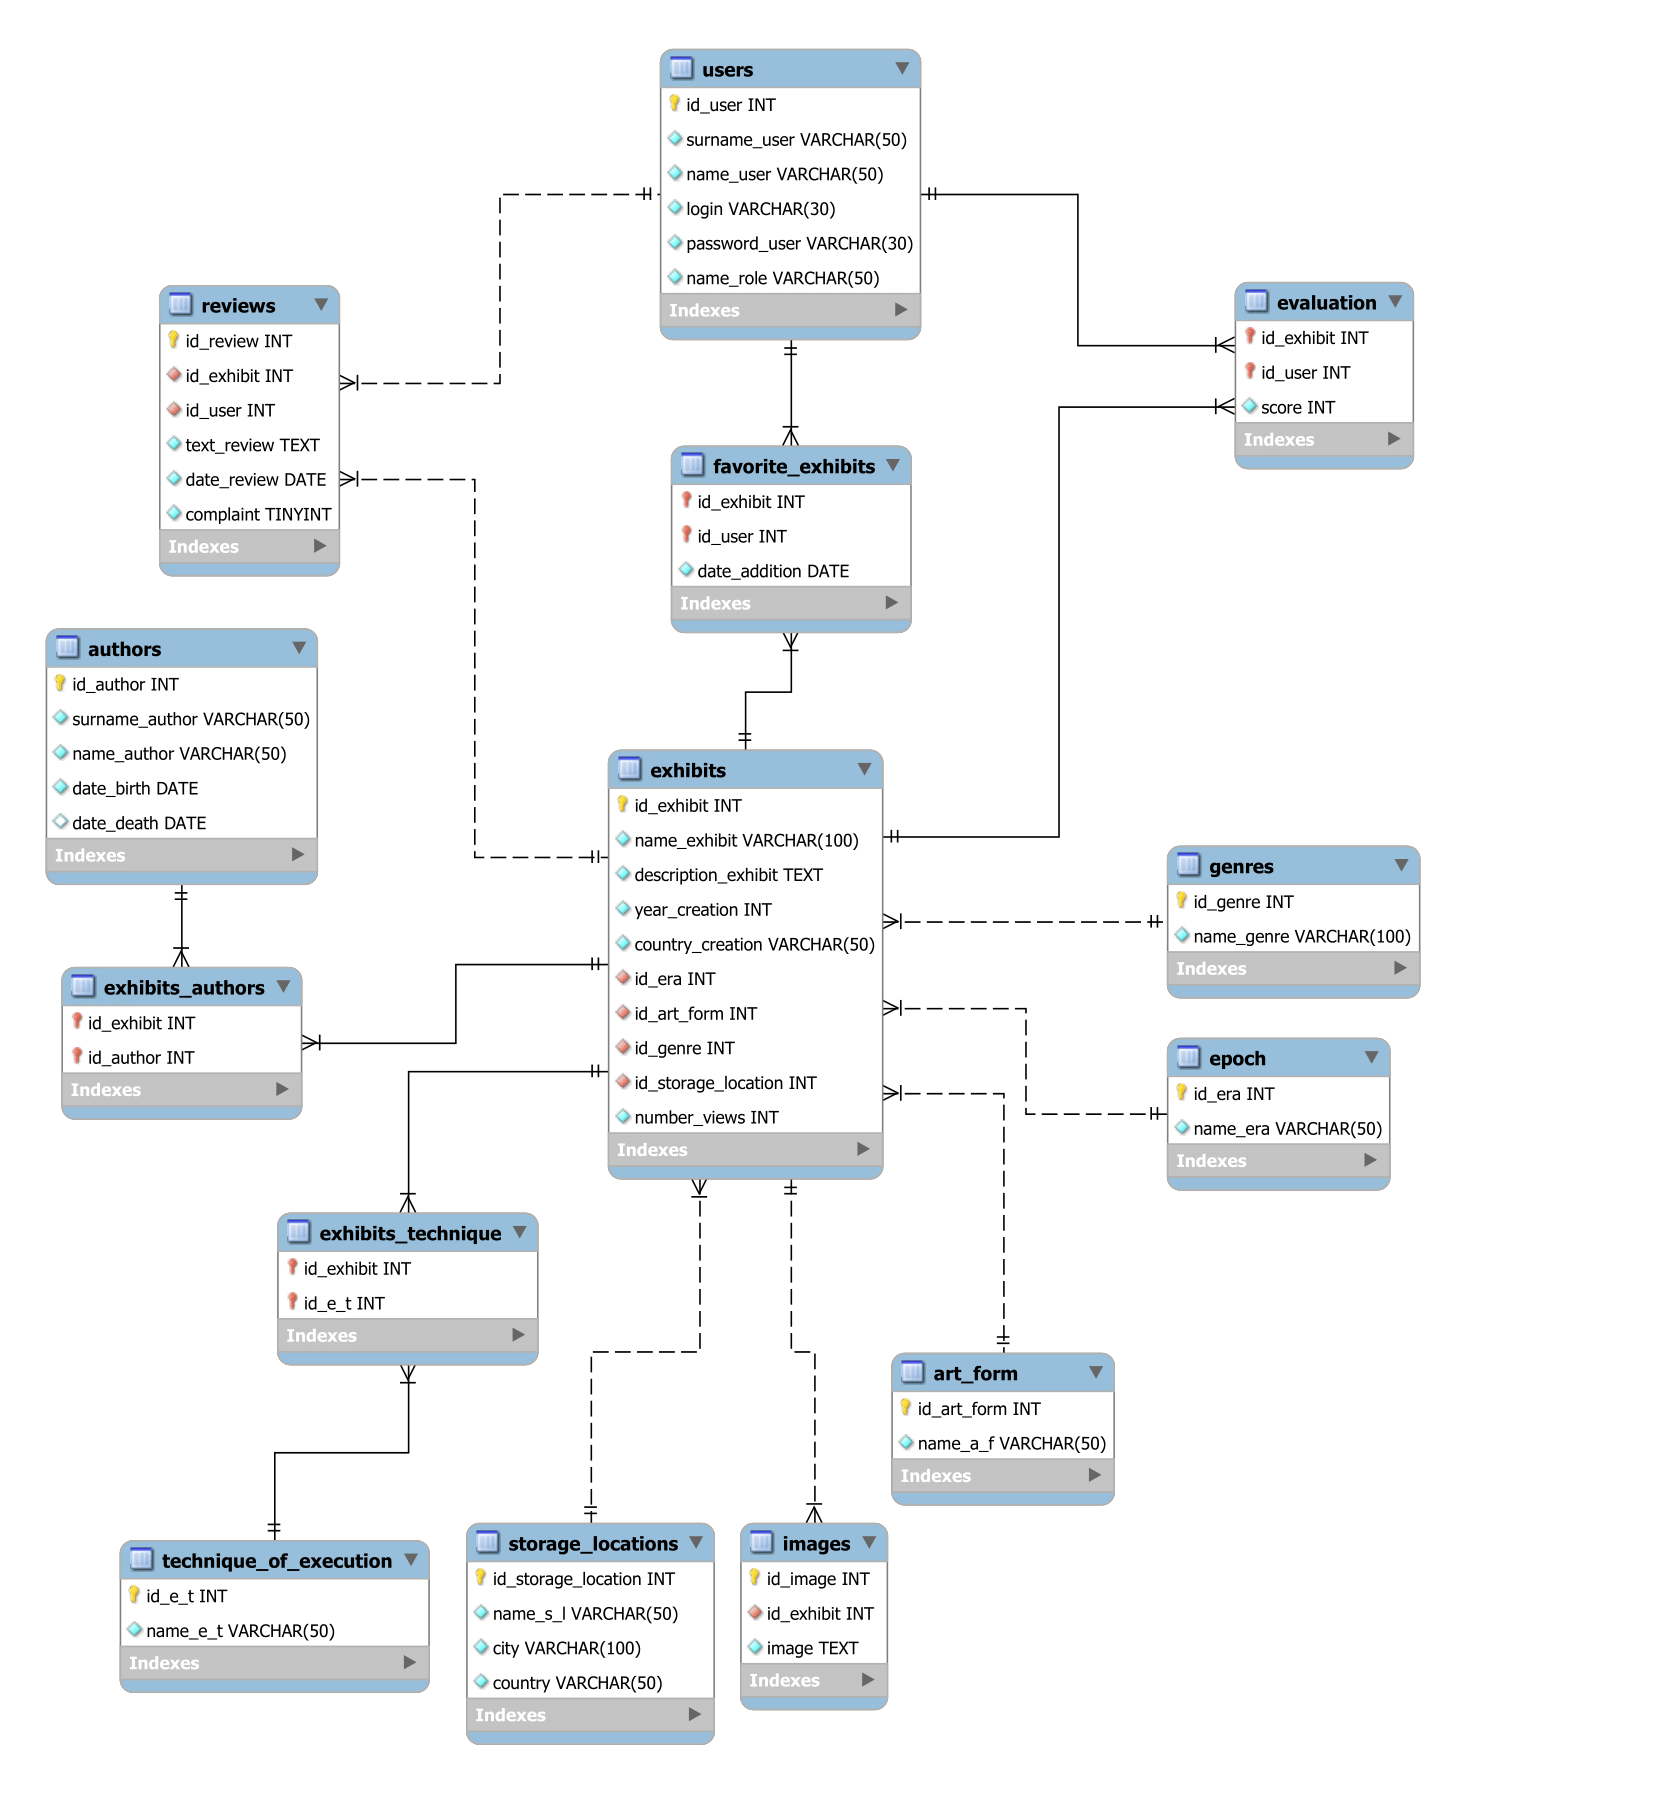 users
id_user INT
surname_user VARCHAR(50)
name_user VARCHAR(50)
login VARCHAR(30)
password_user VARCHAR(30)
name_role VARCHAR(50)
Indexes
reviews
id_review INT
id_exhibit INT
id_user INT
text_review TEXT
date_review DATE
complaint TINYINT
Indexes
evaluation
id_exhibit INT
id_user INT
score INT
Indexes
favorite_exhibits
id_exhibit INT
id_user INT
date_addition DATE
Indexes
authors
id_author INT
surname_author VARCHAR(50)
name_author VARCHAR(50)
date_birth DATE
date_death DATE
Indexes
exhibits
id_exhibit INT
name_exhibit VARCHAR(100)
description_exhibit TEXT
year_creation INT
country_creation VARCHAR(50)
id_era INT
id_art_form INT
id_genre INT
id_storage_location INT
number_views INT
Indexes
genres
id_genre INT
name_genre VARCHAR(100)
Indexes
exhibits_authors
id_exhibit INT
id_author INT
Indexes
epoch
id_era INT
name_era VARCHAR(50)
Indexes
exhibits_technique
id_exhibit INT
id_e_t INT
Indexes
art_form
id_art_form INT
name_a_f VARCHAR(50)
Indexes
technique_of_execution
id_e_t INT
name_e_t VARCHAR(50)
Indexes
storage_locations
id_storage_location INT
name_s_l VARCHAR(50)
city VARCHAR(100)
country VARCHAR(50)
Indexes
images
id_image INT
id_exhibit INT
image TEXT
Indexes